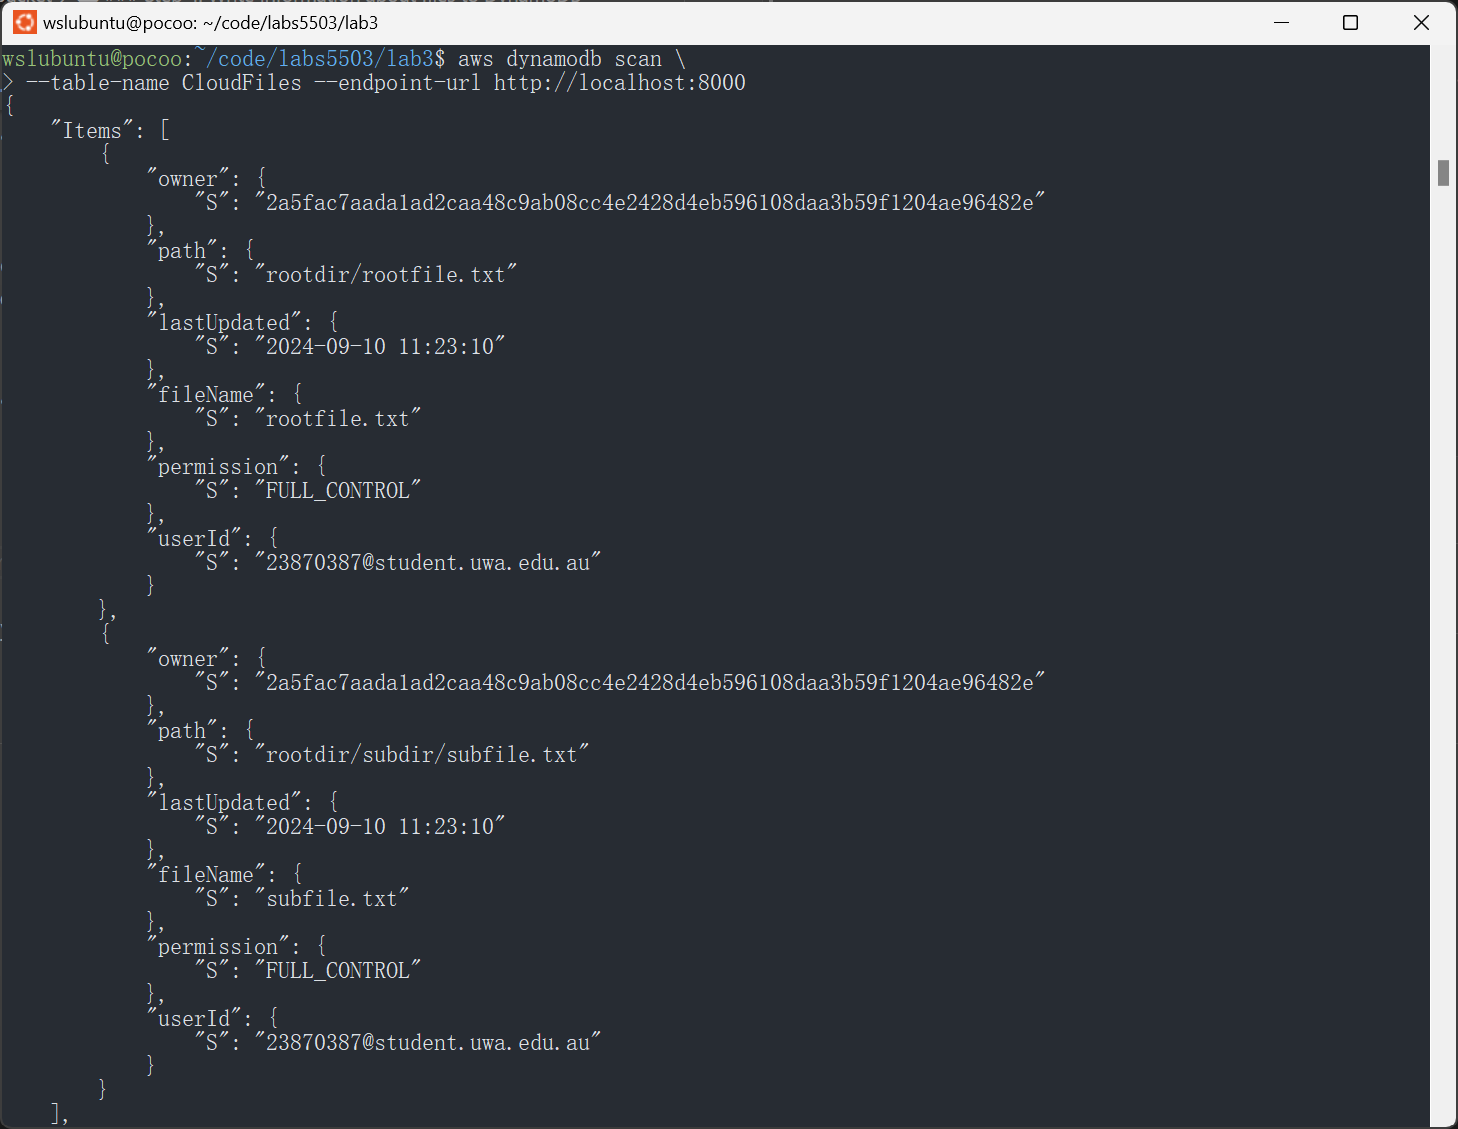 wslubuntu@pocoo: ~/code/labs5503/lab3
wslubuntu@pocoo:~/code/labs5503/lab3$ aws dynamodb scan \
> --table-name CloudFiles --endpoint-url http://localhost:8000
{
    "Items": [
        {
            "owner": {
                "S": "2a5fac7aada1ad2caa48c9ab08cc4e2428d4eb596108daa3b59f1204ae96482e"
            },
            "path": {
                "S": "rootdir/rootfile.txt"
            },
            "lastUpdated": {
                "S": "2024-09-10 11:23:10"
            },
            "fileName": {
                "S": "rootfile.txt"
            },
            "permission": {
                "S": "FULL_CONTROL"
            },
            "userId": {
                "S": "23870387@student.uwa.edu.au"
            }
        },
        {
            "owner": {
                "S": "2a5fac7aada1ad2caa48c9ab08cc4e2428d4eb596108daa3b59f1204ae96482e"
            },
            "path": {
                "S": "rootdir/subdir/subfile.txt"
            },
            "lastUpdated": {
                "S": "2024-09-10 11:23:10"
            },
            "fileName": {
                "S": "subfile.txt"
            },
            "permission": {
                "S": "FULL_CONTROL"
            },
            "userId": {
                "S": "23870387@student.uwa.edu.au"
            }
        }
    ],